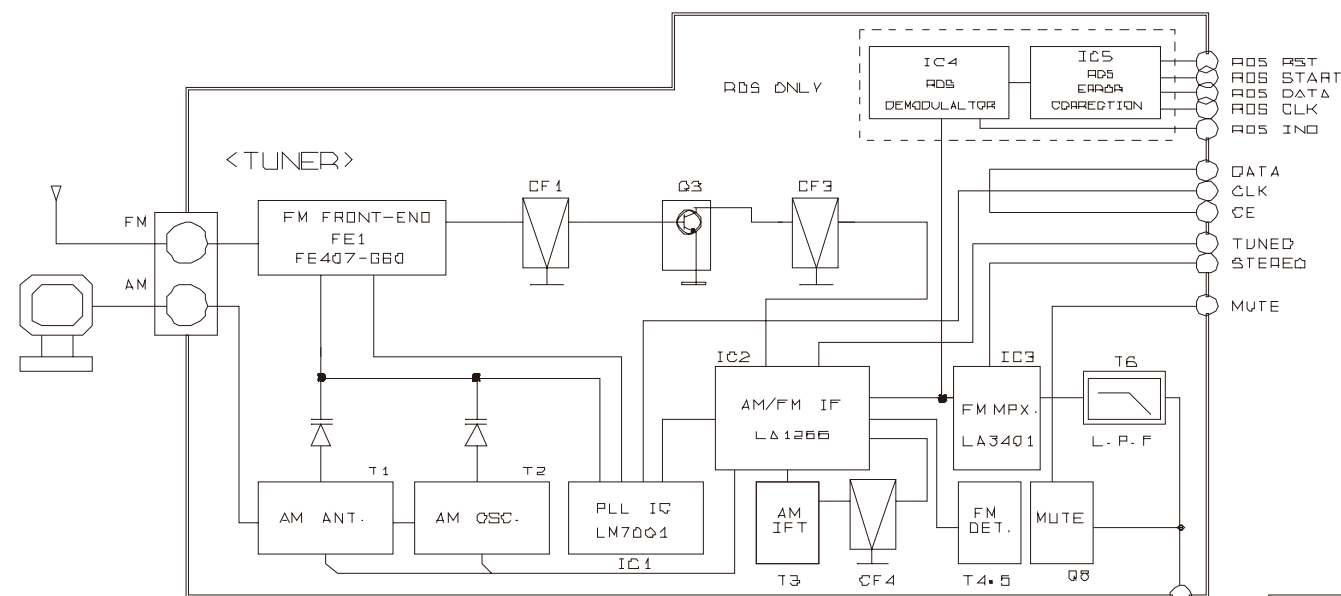 IC4
RDS
DEMODULALTOR
IC5
RDS
ERROR
CORRECTION
RDS ONLY
RDS RST
RDS START
RDS DATA
RDS CLK
RDS IND
<TUNER>
DATA
CLK
CE
TUNED
STEREO
MUTE
FM
AM
FM FRONT-END
FE1
FE407-G60
CF1
Q3
CF3
IC2
AM/FM IF
LA1266
IC3
FM MPX.
LA3401
T6
L.P.F
T1
AM ANT.
T2
AM OSC.
PLL IC
LM7001
IC1
AM
IFT
T3
CF4
FM
DET.
T4.5
MUTE
Q8